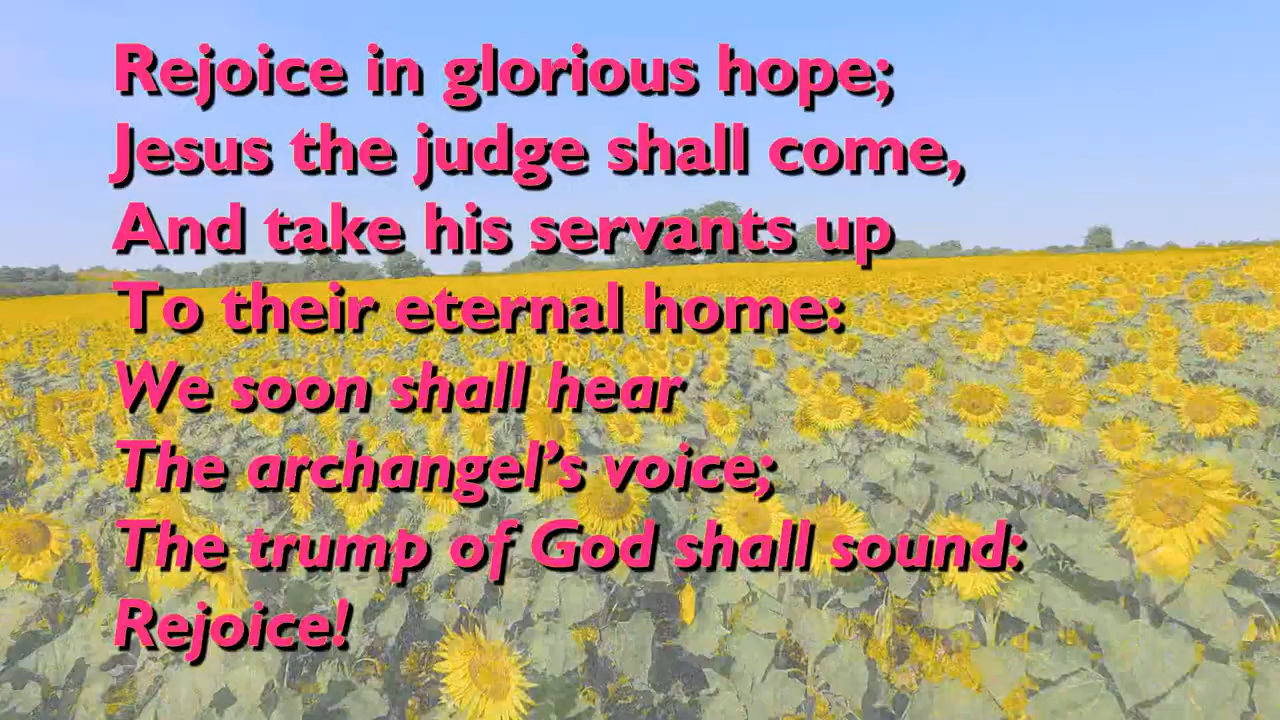 Rejoice in glorious hope;
Jesus the judge shall come,
And take his servants up
To their eternal home:
We soon shall hear
The archangel’s voice;
The trump of God shall sound:
Rejoice!